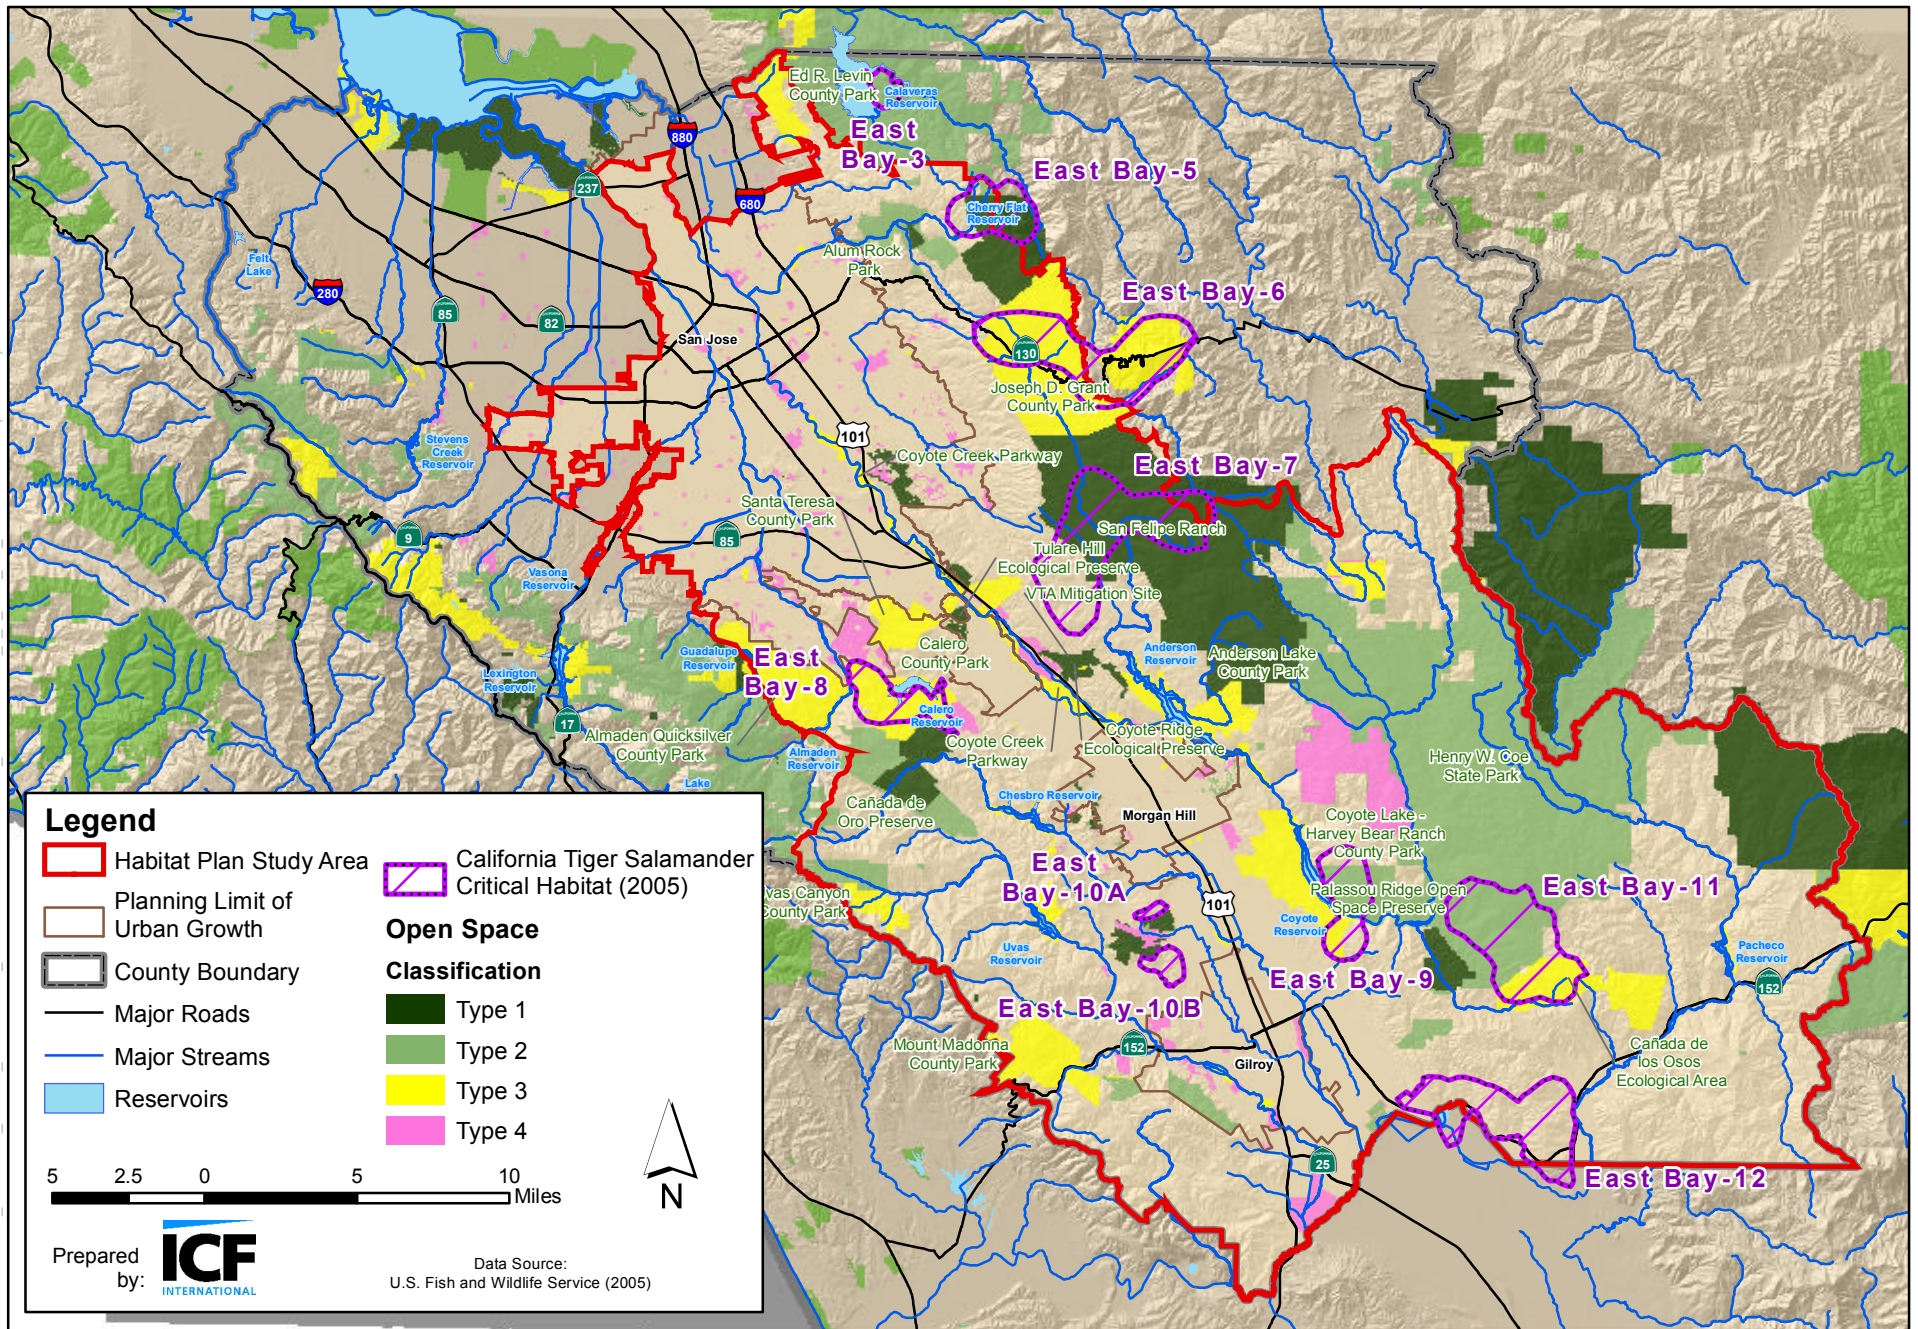 Ed R. Levin
County Park
Calaveras
Reservoir
880
East
Bay-3
East Bay-5
237
680
Cherry Flat
Reservoir
Alum Rock
Park
Felt
Lake
280
85
82
East Bay-6
San Jose
130
Joseph D. Grant
County Park
Stevens
Creek
Reservoir
101
Coyote Creek Parkway
East Bay-7
Santa Teresa
County Park
San Felipe Ranch
9
85
Tulare Hill
Ecological Preserve
Vasona
Reservoir
VTA Mitigation Site
Guadalupe
Reservoir
East
Bay-8
Calero
County Park
Anderson
Reservoir
Anderson Lake
County Park
Lexington
Reservoir
17
Calero
Reservoir
Almaden Quicksilver
County Park
Almaden
Reservoir
Coyote Creek
Parkway
Coyote Ridge
Ecological Preserve
Henry W. Coe
State Park
Lake
Cañada de
Oro Preserve
Chesbro Reservoir
Morgan Hill
Coyote Lake -
Harvey Bear Ranch
County Park
East
Bay-10A
vas Canyon
County Park
101
Palassou Ridge Open
Space Preserve
East Bay-11
Coyote
Reservoir
Uvas
Reservoir
Pacheco
Reservoir
152
East Bay-9
East Bay-10B
Mount Madonna
County Park
152
Gilroy
Cañada de
los Osos
Ecological Area
25
East Bay-12
Legend
Habitat Plan Study Area
Planning Limit of
Urban Growth
County Boundary
Major Roads
Major Streams
Reservoirs
California Tiger Salamander
Critical Habitat (2005)
Open Space
Classification
Type 1
Type 2
Type 3
Type 4
5 2.5 0 5 10
Miles
N
Prepared
by:
ICF
INTERNATIONAL
Data Source:
U.S. Fish and Wildlife Service (2005)